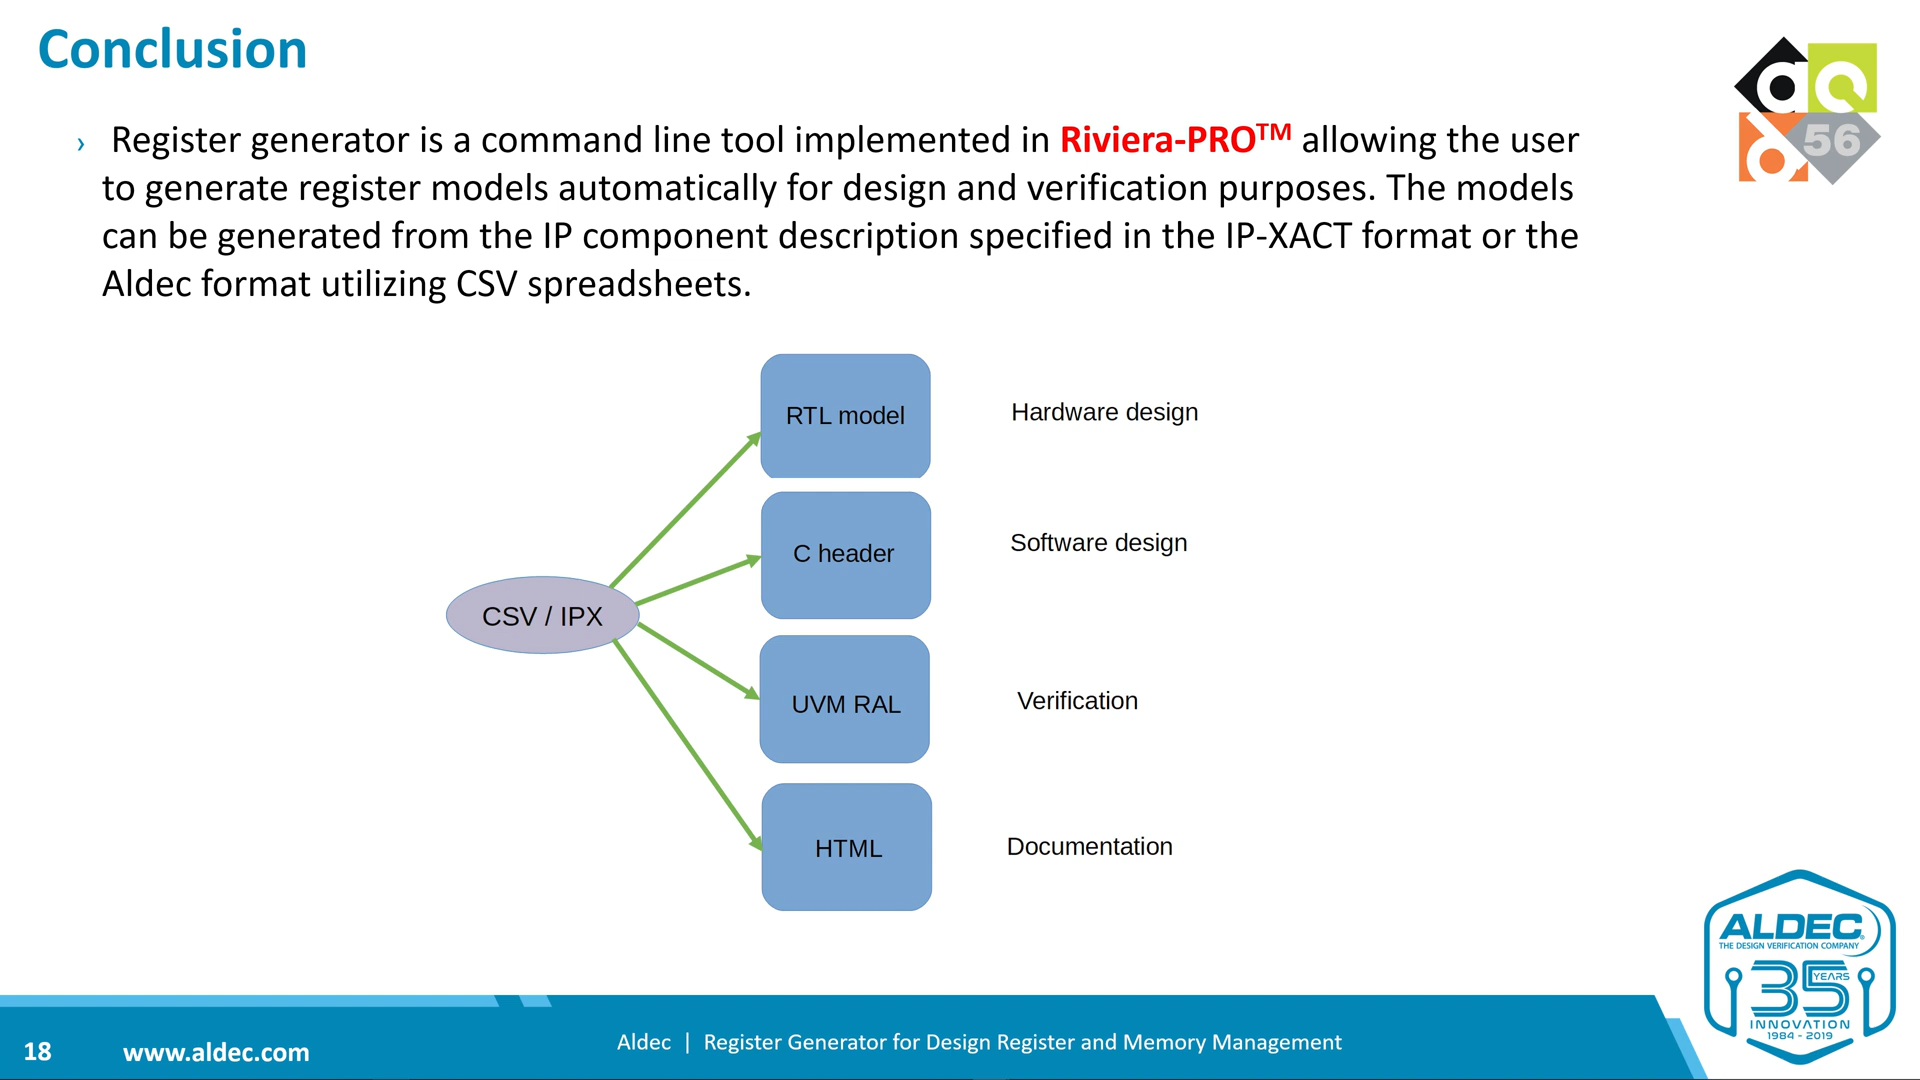 Conclusion
› Register generator is a command line tool implemented in Riviera-PRO™ allowing the user
to generate register models automatically for design and verification purposes. The models
can be generated from the IP component description specified in the IP-XACT format or the
Aldec format utilizing CSV spreadsheets.
56
RTL model
Hardware design
C header
Software design
CSV / IPX
UVM RAL
Verification
HTML
Documentation
ALDEC®
THE DESIGN VERIFICATION COMPANY
35 YEARS
INNOVATION
1984 - 2019
18
www.aldec.com
Aldec | Register Generator for Design Register and Memory Management